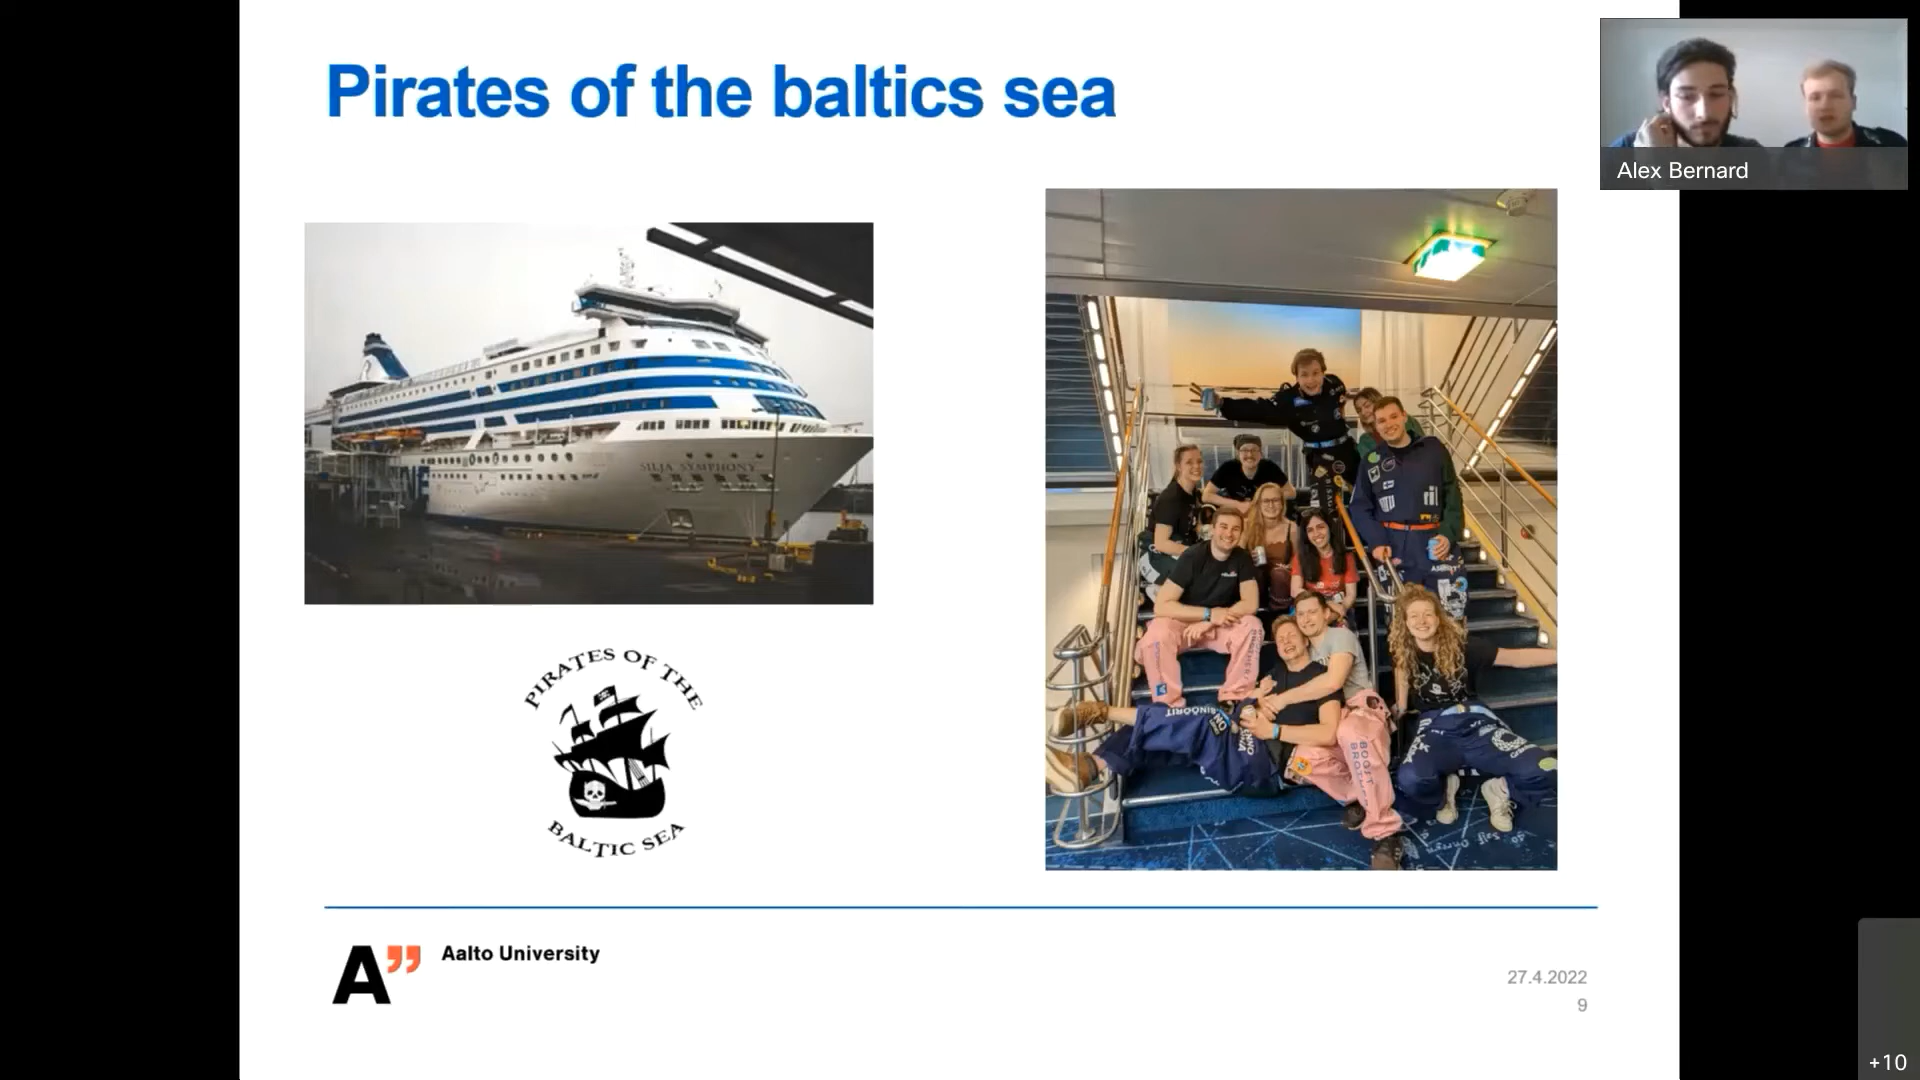 Pirates of the baltics sea
Alex Bernard
SILJA SYMPHONY
PIRATES OF THE
BALTIC SEA
A”
Aalto University
27.4.2022
9
+10